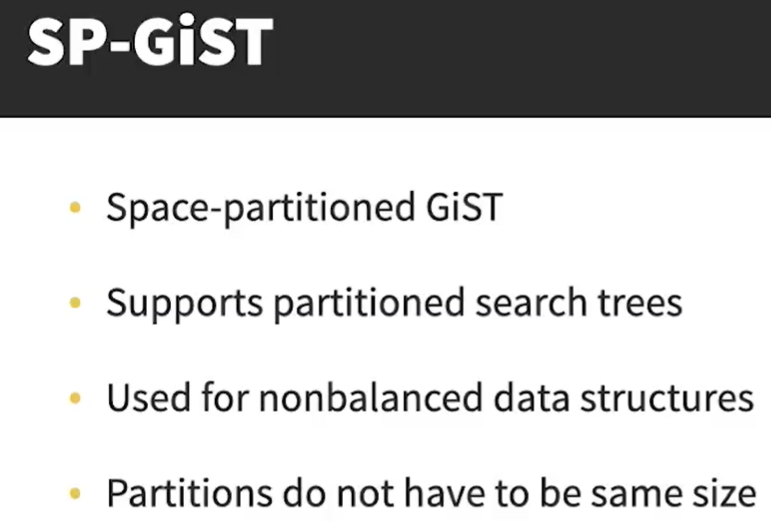 SP-GiST
• Space-partitioned GiST
• Supports partitioned search trees
• Used for nonbalanced data structures
• Partitions do not have to be same size